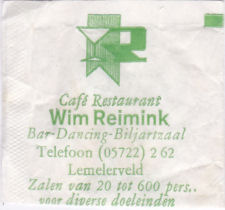 R
Café Restaurant
Wim Reimink
Bar-Dancing-Biljartzaal
Telefoon (05722) 2 62
Lemelerveld
Zalen van 20 tot 600 pers..
voor diverse doeleinden